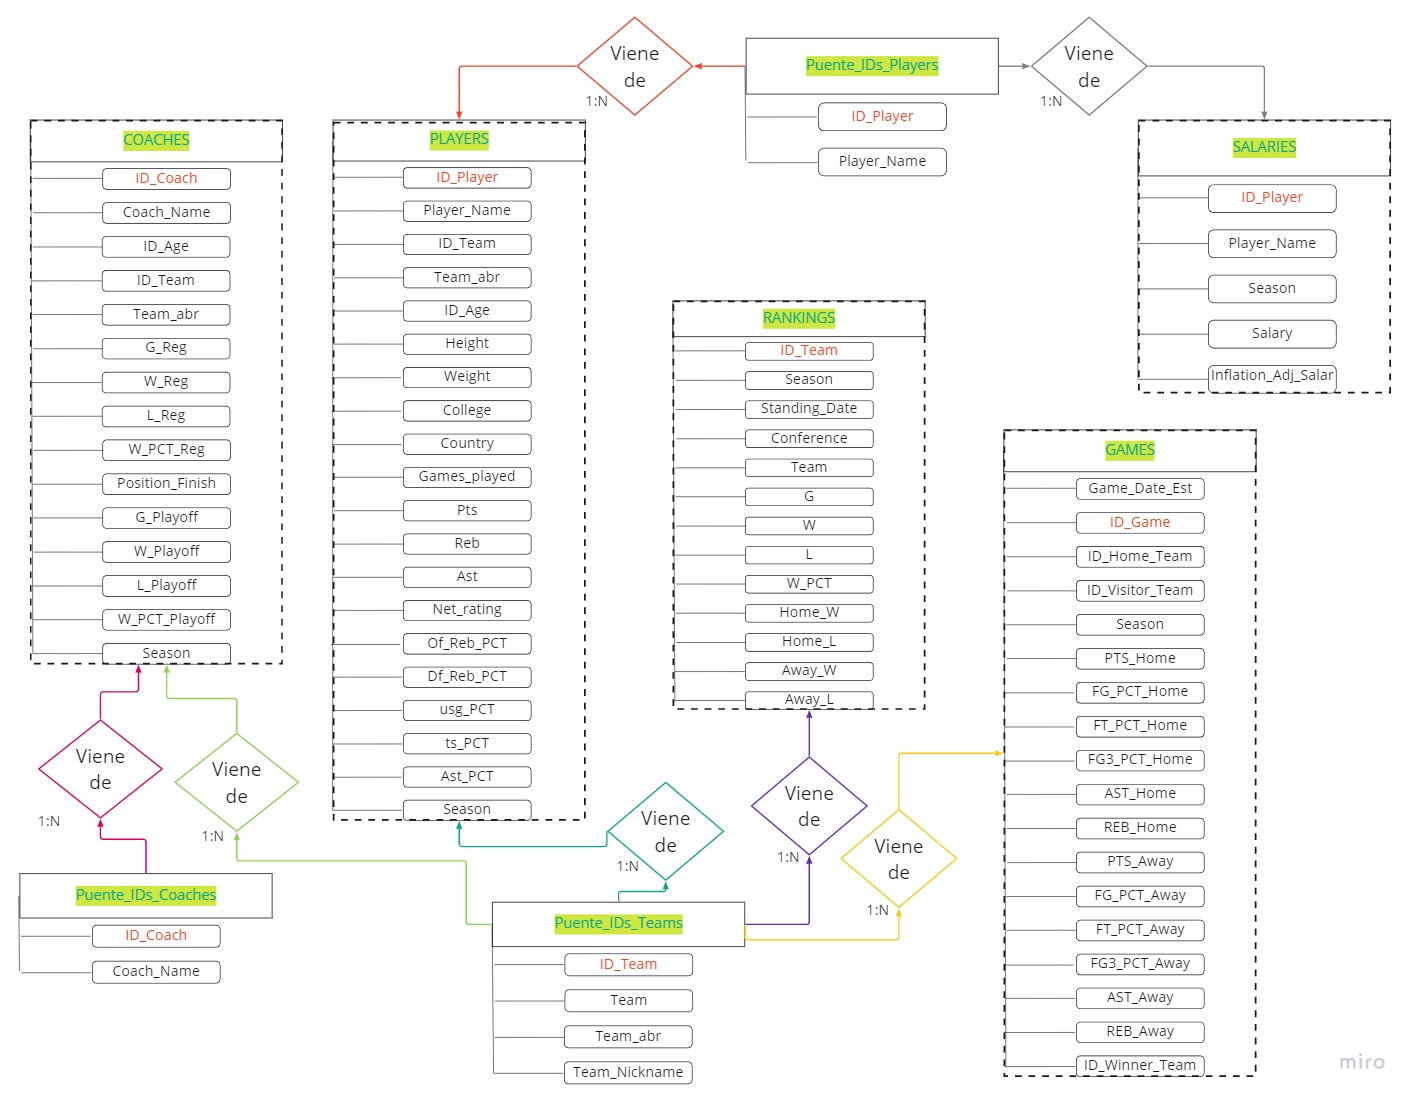 Viene
de
1:N
Puente_IDs_Players
ID_Player
Player_Name
Viene
de
1:N
COACHES
ID_Coach
Coach_Name
ID_Age
ID_Team
Team_abr
G_Reg
W_Reg
L_Reg
W_PCT_Reg
Position_Finish
G_Playoff
W_Playoff
L_Playoff
W_PCT_Playoff
Season
PLAYERS
ID_Player
Player_Name
ID_Team
Team_abr
ID_Age
Height
Weight
College
Country
Games_played
Pts
Reb
Ast
Net_rating
Of_Reb_PCT
Df_Reb_PCT
usg_PCT
ts_PCT
Ast_PCT
Season
RANKINGS
ID_Team
Season
Standing_Date
Conference
Team
G
W
L
W_PCT
Home_W
Home_L
Away_W
Away_L
SALARIES
ID_Player
Player_Name
Season
Salary
Inflation_Adj_Salar
GAMES
Game_Date_Est
ID_Game
ID_Home_Team
ID_Visitor_Team
Season
PTS_Home
FG_PCT_Home
FT_PCT_Home
FG3_PCT_Home
AST_Home
REB_Home
PTS_Away
FG_PCT_Away
FT_PCT_Away
FG3_PCT_Away
AST_Away
REB_Away
ID_Winner_Team
Viene
de
1:N
Viene
de
1:N
Viene
de
1:N
Viene
de
1:N
Viene
de
1:N
Puente_IDs_Coaches
ID_Coach
Coach_Name
Puente_IDs_Teams
ID_Team
Team
Team_abr
Team_Nickname
miro